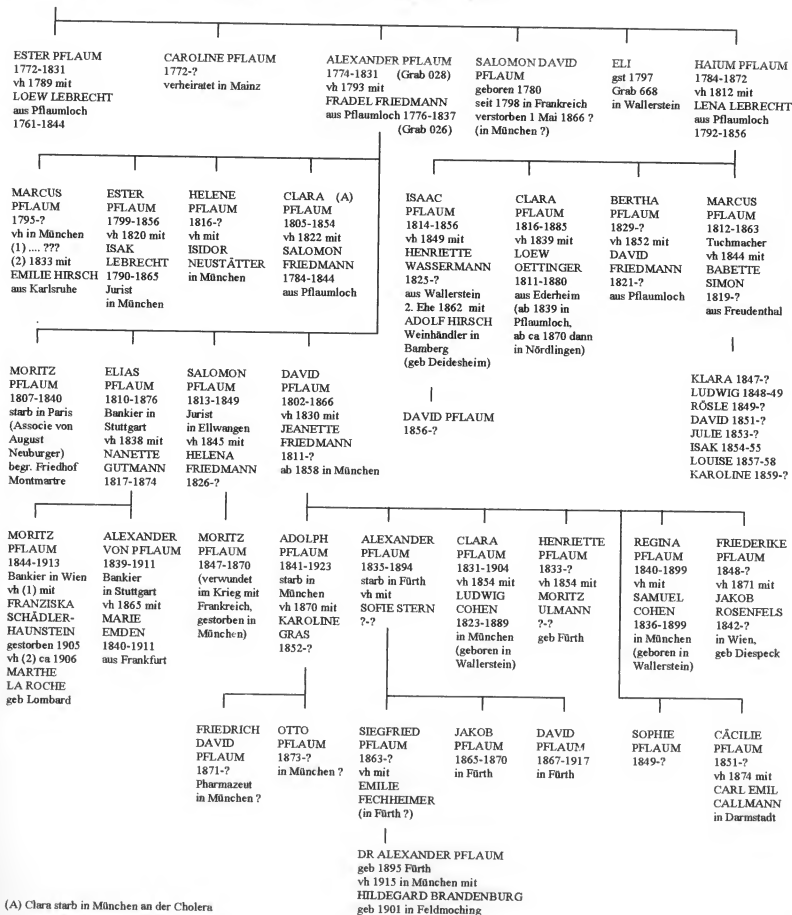 ESTER PFLAUM
1772-1831
vh 1789 mit
LOEW LEBRECHT
aus Pflaumloch
1761-1844
CAROLINE PFLAUM
1772-?
verheiratet in Mainz
ALEXANDER PFLAUM
1774-1831 (Grab 028)
vh 1793 mit
FRADEL FRIEDMANN
aus Pflaumloch 1776-1837
(Grab 026)
SALOMON DAVID
PFLAUM
geboren 1780
seit 1798 in Frankreich
verstorben 1 Mai 1866 ?
(in München ?)
ELI
gst 1797
Grab 668
in Wallerstein
HAIUM PFLAUM
1784-1872
vh 1812 mit
LENA LEBRECHT
aus Pflaumloch
1792-1856
MARCUS
PFLAUM
1795-?
vh in München
(1) .... ???
(2) 1833 mit
EMILIE HIRSCH
aus Karlsruhe
ESTER
PFLAUM
1799-1856
vh 1820 mit
ISAK
LEBRECHT
1790-1865
Jurist
in München
HELENE
PFLAUM
1816-?
vh mit
ISIDOR
NEUSTÄTTER
in München
CLARA (A)
PFLAUM
1805-1854
vh 1822 mit
SALOMON
FRIEDMANN
1784-1844
aus Pflaumloch
ISAAC
PFLAUM
1814-1856
vh 1849 mit
HENRIETTE
WASSERMANN
1825-?
aus Wallerstein
2. Ehe 1862 mit
ADOLF HIRSCH
Weinhändler in
Bamberg
(geb Deidesheim)
CLARA
PFLAUM
1816-1885
vh 1839 mit
LOEW
OETTINGER
1811-1880
aus Ederheim
(ab 1839 in
Pflaumloch,
ab ca 1870 dann
in Nördlingen)
BERTHA
PFLAUM
1829-?
vh 1852 mit
DAVID
FRIEDMANN
1821-?
aus Pflaumloch
MARCUS
PFLAUM
1812-1863
Tuchmacher
vh 1844 mit
BABETTE
SIMON
1819-?
aus Freudenthal
MORITZ
PFLAUM
1807-1840
starb in Paris
(Associe von
August
Neuburger)
begr. Friedhof
Montmartre
ELIAS
PFLAUM
1810-1876
Bankier in
Stuttgart
vh 1838 mit
NANETTE
GUTMANN
1817-1874
SALOMON
PFLAUM
1813-1849
Jurist
in Ellwangen
vh 1845 mit
HELENA
FRIEDMANN
1826-?
DAVID
PFLAUM
1802-1866
vh 1830 mit
JEANETTE
FRIEDMANN
1811-?
ab 1858 in München
DAVID PFLAUM
1856-?
KLARA 1847-?
LUDWIG 1848-49
RÖSLE 1849-?
DAVID 1851-?
JULIE 1853-?
ISAK 1854-55
LOUISE 1857-58
KAROLINE 1859-?
MORITZ
PFLAUM
1844-1913
Bankier in Wien
vh (1) mit
FRANZISKA
SCHÄDLER-
HAUNSTEIN
gestorben 1905
vh (2) ca 1906
MARTHE
LA ROCHE
geb Lombard
ALEXANDER
VON PFLAUM
1839-1911
Bankier
in Stuttgart
vh 1865 mit
MARIE
EMDEN
1840-1911
aus Frankfurt
MORITZ
PFLAUM
1847-1870
(verwundet
im Krieg mit
Frankreich,
gestorben in
München)
ADOLPH
PFLAUM
1841-1923
starb in
München
vh 1870 mit
KAROLINE
GRAS
1852-?
ALEXANDER
PFLAUM
1835-1894
starb in Fürth
vh mit
SOFIE STERN
?-?
CLARA
PFLAUM
1831-1904
vh 1854 mit
LUDWIG
COHEN
1823-1889
in München
(geboren in
Wallerstein)
HENRIETTE
PFLAUM
1833-?
vh 1854 mit
MORITZ
ULMANN
?-?
geb Fürth
REGINA
PFLAUM
1840-1899
vh mit
SAMUEL
COHEN
1836-1899
in München
(geboren in
Wallerstein)
FRIEDERIKE
PFLAUM
1848-?
vh 1871 mit
JAKOB
ROSENFELS
1842-?
in Wien,
geb Diespeck
FRIEDRICH
DAVID
PFLAUM
1871-?
Pharmazeut
in München ?
OTTO
PFLAUM
1873-?
in München ?
SIEGFRIED
PFLAUM
1863-?
vh mit
EMILIE
FECHHEIMER
(in Fürth ?)
JAKOB
PFLAUM
1865-1870
in Fürth
DAVID
PFLAUM
1867-1917
in Fürth
SOPHIE
PFLAUM
1849-?
CÄCILIE
PFLAUM
1851-?
vh 1874 mit
CARL EMIL
CALLMANN
in Darmstadt
DR ALEXANDER PFLAUM
geb 1895 Fürth
vh 1915 in München mit
HILDEGARD BRANDENBURG
geb 1901 in Feldmoching
(A) Clara starb in München an der Cholera